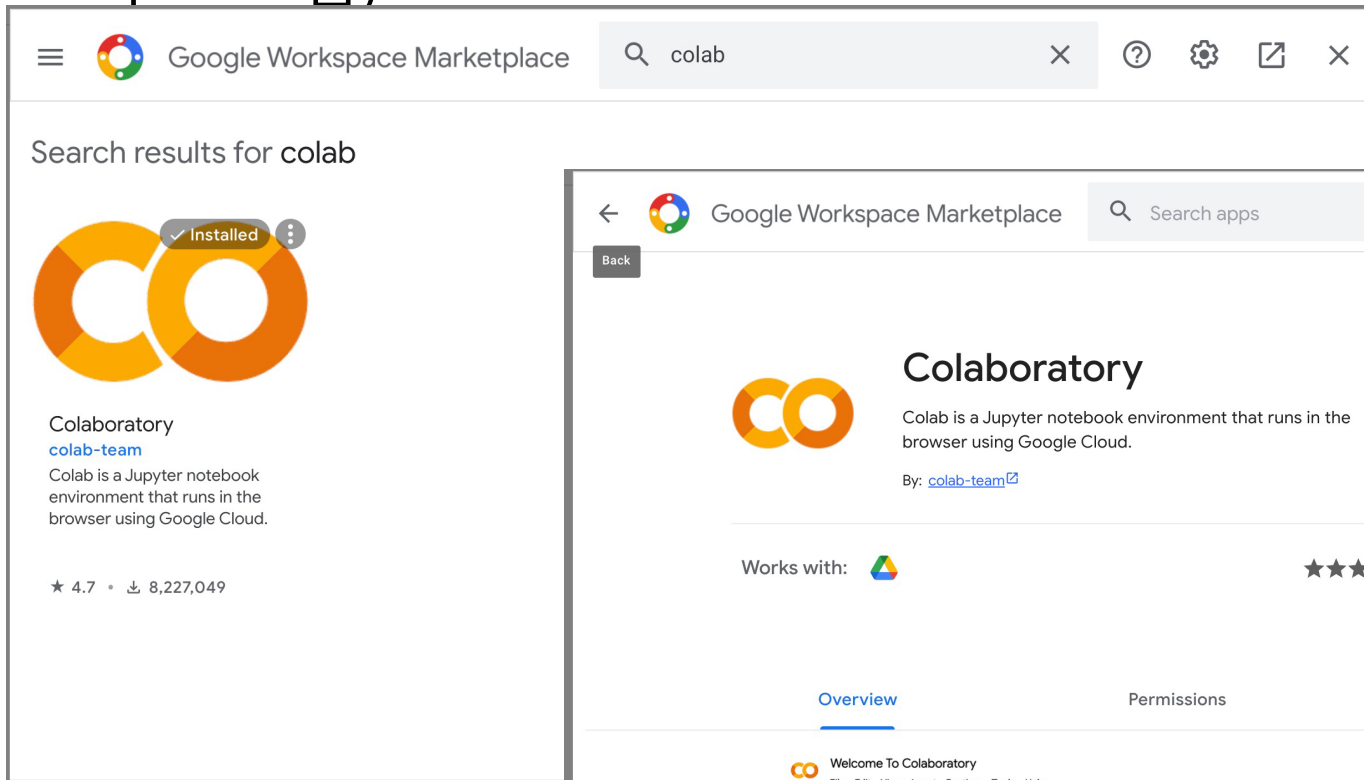 Google Workspace Marketplace
colab
Search results for colab
Installed
Colaboratory
colab-team
Colab is a Jupyter notebook
environment that runs in the
browser using Google Cloud.
4.7 • 8,227,049
Google Workspace Marketplace
Search apps
Back
Colaboratory
Colab is a Jupyter notebook environment that runs in the
browser using Google Cloud.
By: colab-team
Works with:
Overview
Permissions
Welcome To Colaboratory